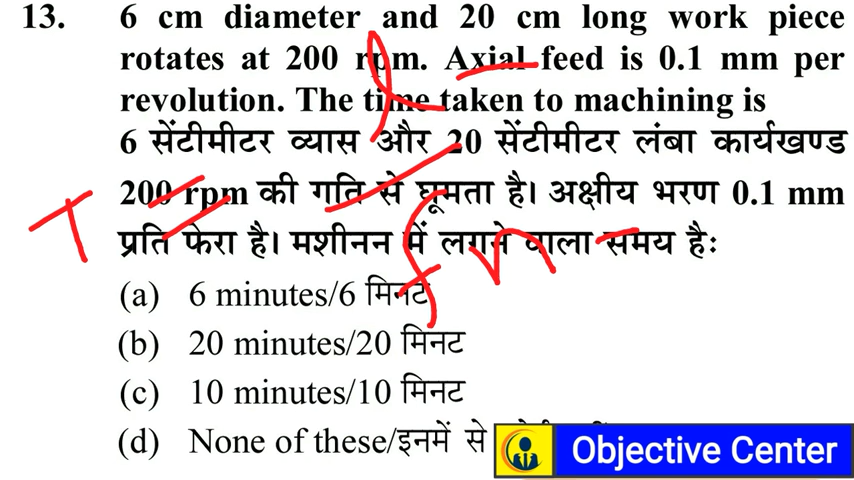 13. 6 cm diameter and 20 cm long work piece
rotates at 200 rpm. Axial feed is 0.1 mm per
revolution. The time taken to machining is
6 सेंटीमीटर व्यास और 20 सेंटीमीटर लंबा कार्यखण्ड
200 rpm की गति से घूमता है। अक्षीय भरण 0.1 mm
प्रति फेरा है। मशीनन में लगने वाला समय हैः
T = l / fn
(a) 6 minutes/6 मिनट
(b) 20 minutes/20 मिनट
(c) 10 minutes/10 मिनट
(d) None of these/इनमें से
Objective Center